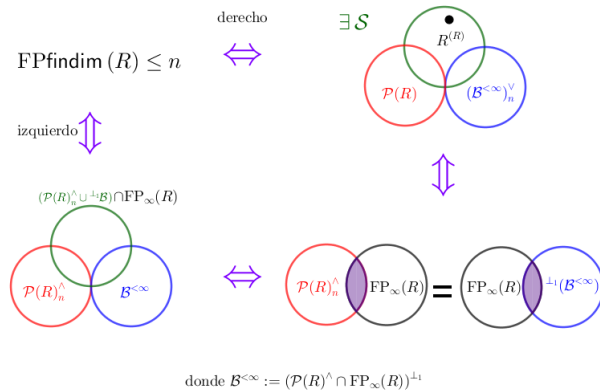 derecho
∃ 𝒮
R^{(R)}
FPfindim (R) ≤ n
⟺
𝒫(R)
(ℬ^{<∞})_n^∨
izquierdo
(𝒫(R)_n^∧ ∪ ^{⊥_1}ℬ)∩FP_∞(R)
𝒫(R)_n^∧
ℬ^{<∞}
⟺
𝒫(R)_n^∧
FP_∞(R)
=
FP_∞(R)
^{⊥_1}(ℬ^{<∞})
donde ℬ^{<∞} := (𝒫(R)^∧ ∩ FP_∞(R))^{⊥_1}